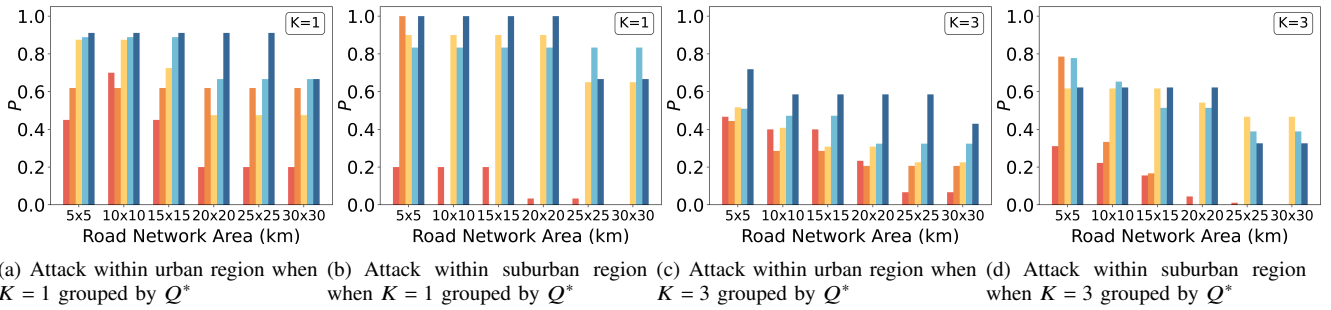 1.0
0.8
0.6
0.4
0.2
0.0
P
K=1
5x5 10x10 15x15 20x20 25x25 30x30
Road Network Area (km)
1.0
0.8
0.6
0.4
0.2
0.0
P
K=1
5x5 10x10 15x15 20x20 25x25 30x30
Road Network Area (km)
1.0
0.8
0.6
0.4
0.2
0.0
P
K=3
5x5 10x10 15x15 20x20 25x25 30x30
Road Network Area (km)
1.0
0.8
0.6
0.4
0.2
0.0
P
K=3
5x5 10x10 15x15 20x20 25x25 30x30
Road Network Area (km)
(a) Attack within urban region when
K = 1 grouped by Q*
(b) Attack within suburban region
when K = 1 grouped by Q*
(c) Attack within urban region when
K = 3 grouped by Q*
(d) Attack within suburban region
when K = 3 grouped by Q*